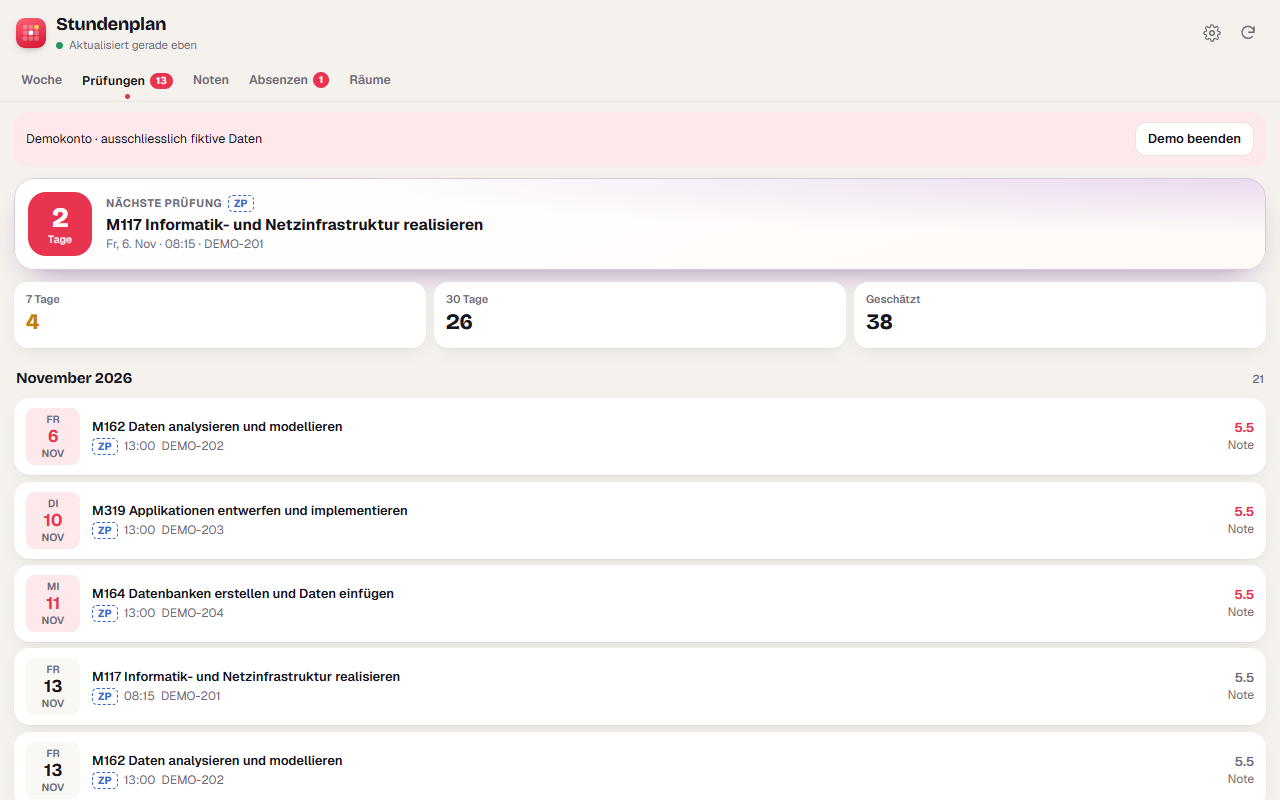 Stundenplan
Aktualisiert gerade eben
Woche
Prüfungen 13
Noten
Absenzen 1
Räume
Demokonto · ausschliesslich fiktive Daten
Demo beenden
2
Tage
NÄCHSTE PRÜFUNG ZP
M117 Informatik- und Netzinfrastruktur realisieren
Fr, 6. Nov · 08:15 · DEMO-201
7 Tage
4
30 Tage
26
Geschätzt
38
November 2026
21
FR
6
NOV
M162 Daten analysieren und modellieren
ZP 13:00 DEMO-202
5.5
Note
DI
10
NOV
M319 Applikationen entwerfen und implementieren
ZP 13:00 DEMO-203
5.5
Note
MI
11
NOV
M164 Datenbanken erstellen und Daten einfügen
ZP 13:00 DEMO-204
5.5
Note
FR
13
NOV
M117 Informatik- und Netzinfrastruktur realisieren
ZP 08:15 DEMO-201
5.5
Note
FR
13
NOV
M162 Daten analysieren und modellieren
ZP 13:00 DEMO-202
5.5
Note